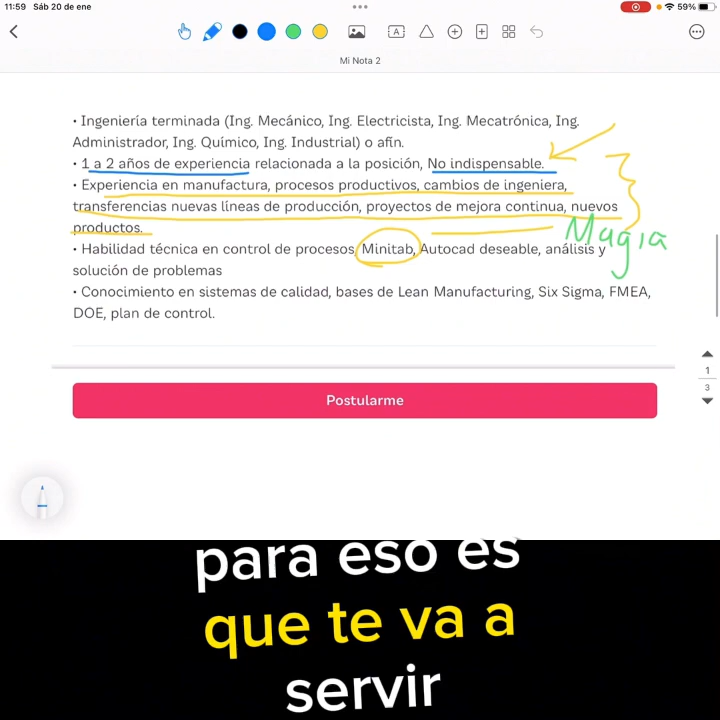 11:59 Sáb 20 de ene
59%
A
Mi Nota 2
• Ingeniería terminada (Ing. Mecánico, Ing. Electricista, Ing. Mecatrónica, Ing.
Administrador, Ing. Químico, Ing. Industrial) o afín.
• 1 a 2 años de experiencia relacionada a la posición, No indispensable.
• Experiencia en manufactura, procesos productivos, cambios de ingeniera,
transferencias nuevas líneas de producción, proyectos de mejora continua, nuevos
productos.
Magia
• Habilidad técnica en control de procesos, Minitab, Autocad deseable, análisis y
solución de problemas
• Conocimiento en sistemas de calidad, bases de Lean Manufacturing, Six Sigma, FMEA,
DOE, plan de control.
1
3
Postularme
para eso es
que te va a
servir